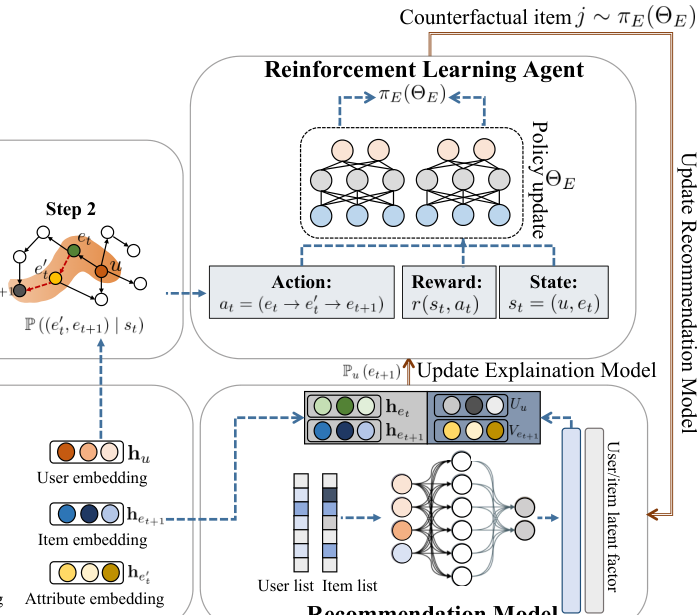 Counterfactual item j ∼ π_E(Θ_E)
Reinforcement Learning Agent
π_E(Θ_E)
Policy update
Θ_E
Update Recommendation Model
Step 2
e_t
e'_t
u
+1
ℙ((e'_t, e_{t+1}) | s_t)
Action:
a_t = (e_t → e'_t → e_{t+1})
Reward:
r(s_t, a_t)
State:
s_t = (u, e_t)
ℙ_u(e_{t+1})
Update Explaination Model
h_{e_t}
U_u
h_{e_{t+1}}
V_{e_{t+1}}
h_u
User embedding
h_{e_{t+1}}
Item embedding
h_{e'_t}
Attribute embedding
User list
Item list
User/item latent factor
Recommendation Model